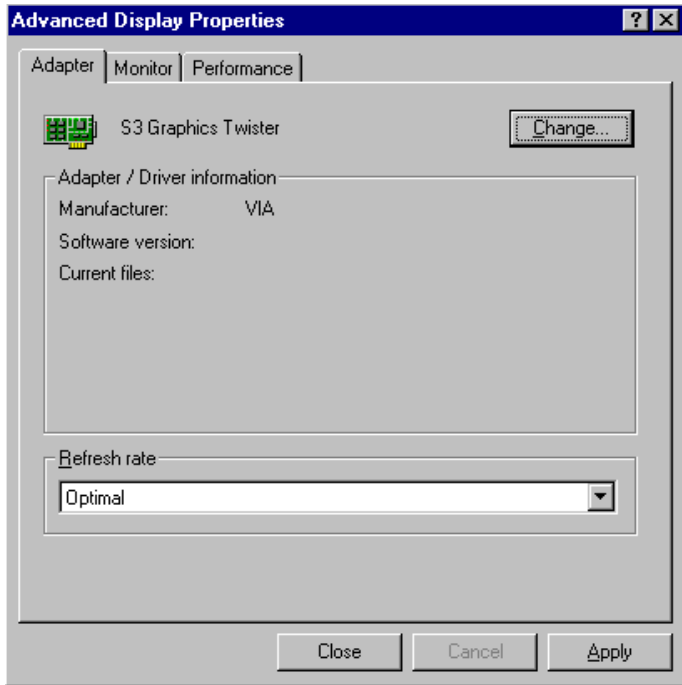 Advanced Display Properties
Adapter Monitor Performance
S3 Graphics Twister Change...
Adapter / Driver information
Manufacturer: VIA
Software version:
Current files:
Refresh rate
Optimal
Close Cancel Apply